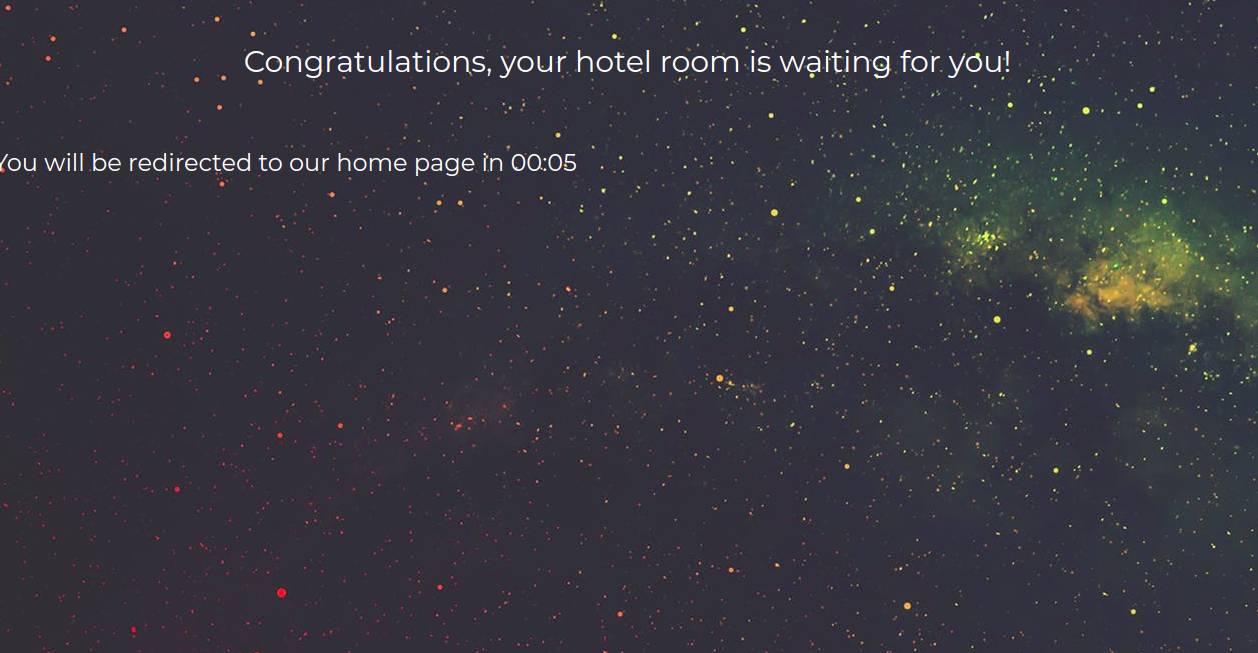 Congratulations, your hotel room is waiting for you!
You will be redirected to our home page in 00:05